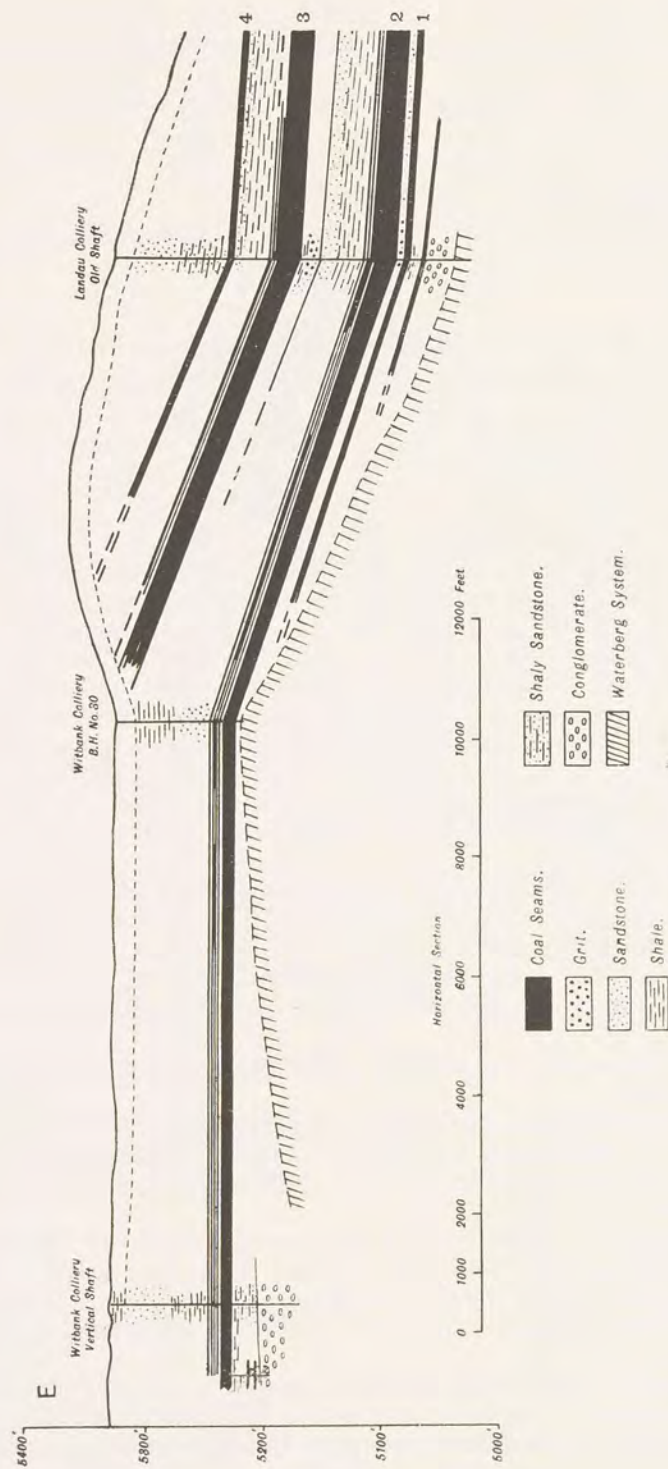 E
Witbank Colliery
Vertical Shaft
Witbank Colliery
B.H. No. 30
Landau Colliery
Old Shaft
4
3
2
1
5400'
5300'
5200'
5100'
5000'
Horizontal Section
0
1000
2000
4000
6000
8000
10000
12000 Feet.
Coal Seams.
Grit.
Sandstone.
Shale.
Shaly Sandstone.
Conglomerate.
Waterberg System.